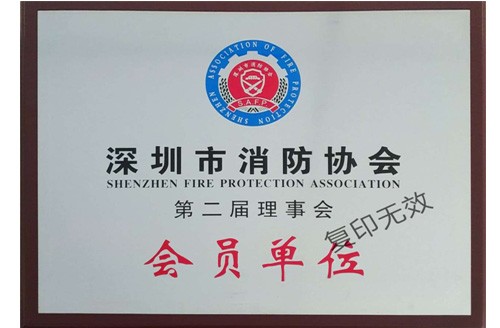 SHENZHEN ASSOCIATION OF FIRE PROTECTION
深圳市消防协会
S.A.F.P.
深圳市消防协会
SHENZHEN FIRE PROTECTION ASSOCIATION
第二届理事会
会员单位
复印无效